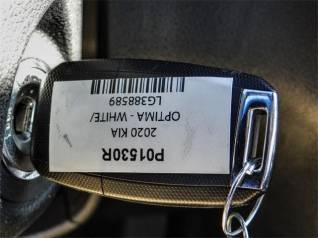 P01530R
2020 KIA
OPTIMA - WHITE/
LG388589